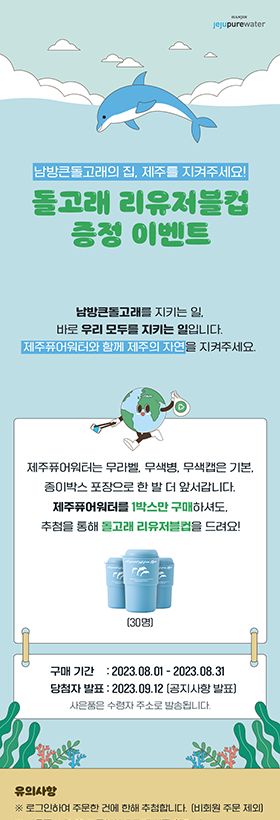 HANJIN
jejupurewater
남방큰돌고래의 집, 제주를 지켜주세요!
돌고래 리유저블컵
증정 이벤트
남방큰돌고래를 지키는 일,
바로 우리 모두를 지키는 일입니다.
제주퓨어워터와 함께 제주의 자연을 지켜주세요.
제주퓨어워터는 무라벨, 무색병, 무색캡은 기본,
종이박스 포장으로 한 발 더 앞서갑니다.
제주퓨어워터를 1박스만 구매하셔도,
추첨을 통해 돌고래 리유저블컵을 드려요!
(30명)
구매 기간 : 2023.08.01 - 2023.08.31
당첨자 발표 : 2023.09.12 (공지사항 발표)
사은품은 수령자 주소로 발송됩니다.
유의사항
※ 로그인하여 주문한 건에 한해 추첨합니다. (비회원 주문 제외)